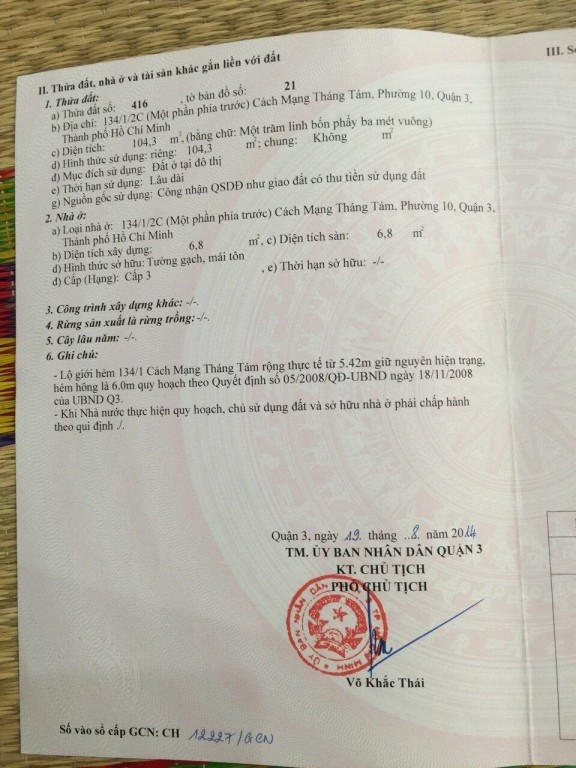 II. Thửa đất, nhà ở và tài sản khác gắn liền với đất
III. S
1. Thửa đất:
a) Thửa đất số: 416 , tờ bản đồ số: 21
b) Địa chỉ: 134/1/2C (Một phần phía trước) Cách Mạng Tháng Tám, Phường 10, Quận 3,
Thành phố Hồ Chí Minh
c) Diện tích: 104,3 m², (bằng chữ: Một trăm linh bốn phẩy ba mét vuông)
d) Hình thức sử dụng: riêng: 104,3 m²; chung: Không m²
đ) Mục đích sử dụng: Đất ở tại đô thị
e) Thời hạn sử dụng: Lâu dài
g) Nguồn gốc sử dụng: Công nhận QSDĐ như giao đất có thu tiền sử dụng đất
2. Nhà ở:
a) Loại nhà ở: 134/1/2C (Một phần phía trước) Cách Mạng Tháng Tám, Phường 10, Quận 3,
Thành phố Hồ Chí Minh
b) Diện tích xây dựng: 6,8 m², c) Diện tích sàn: 6,8 m²
d) Hình thức sở hữu: Tường gạch, mái tôn
đ) Cấp (Hạng): Cấp 3 , e) Thời hạn sở hữu: -/-
3. Công trình xây dựng khác: -/-.
4. Rừng sản xuất là rừng trồng: -/-.
5. Cây lâu năm: -/-.
6. Ghi chú:
- Lộ giới hẻm 134/1 Cách Mạng Tháng Tám rộng thực tế từ 5.42m giữ nguyên hiện trạng,
hẻm hông là 6.0m quy hoạch theo Quyết định số 05/2008/QĐ-UBND ngày 18/11/2008
của UBND Q3.
- Khi Nhà nước thực hiện quy hoạch, chủ sử dụng đất và sở hữu nhà ở phải chấp hành
theo qui định ./.
Quận 3, ngày 19 tháng 8 năm 2014
TM. ỦY BAN NHÂN DÂN QUẬN 3
KT. CHỦ TỊCH
PHÓ CHỦ TỊCH
ỦY BAN NHÂN DÂN
Võ Khắc Thái
Số vào sổ cấp GCN: CH 12227/GCN